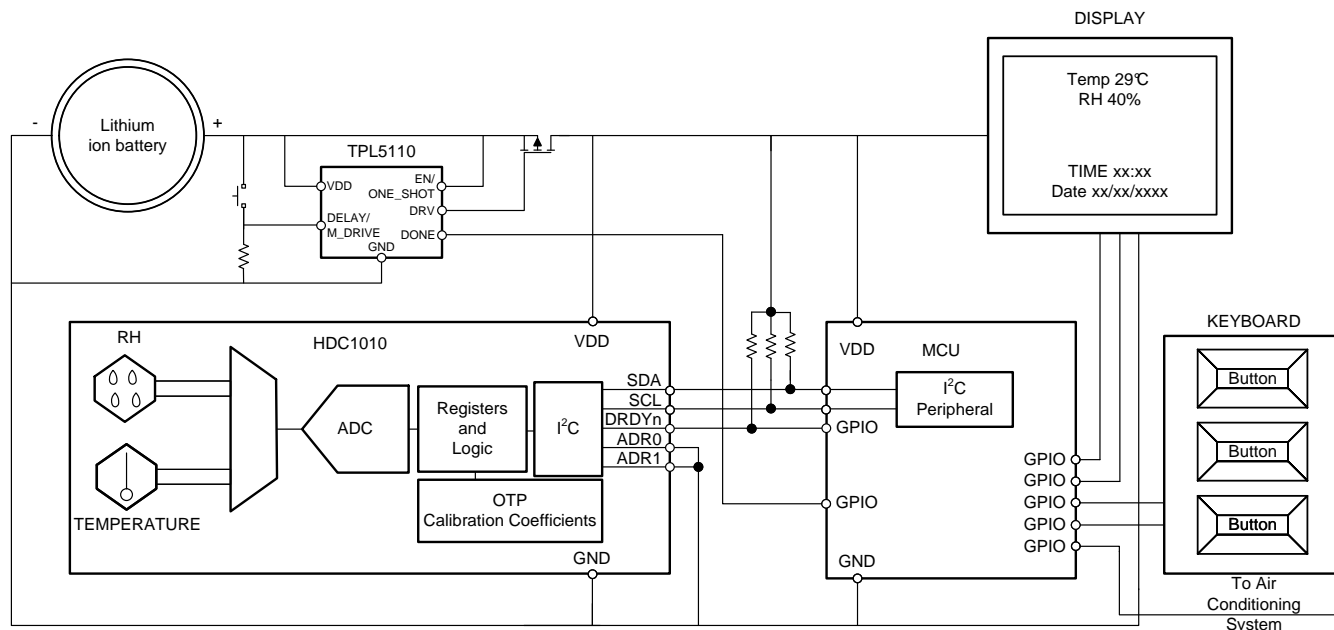 DISPLAY
Temp 29°C
RH 40%
TIME xx:xx
Date xx/xx/xxxx
-
Lithium
ion battery
+
TPL5110
VDD
EN/
ONE_SHOT
DRV
DELAY/
M_DRIVE
DONE
GND
RH
HDC1010
VDD
TEMPERATURE
ADC
Registers
and
Logic
I²C
OTP
Calibration Coefficients
SDA
SCL
DRDYn
ADR0
ADR1
GND
VDD
MCU
I²C
Peripheral
GPIO
GPIO
GND
GPIO
GPIO
GPIO
GPIO
GPIO
KEYBOARD
Button
Button
Button
To Air
Conditioning
System